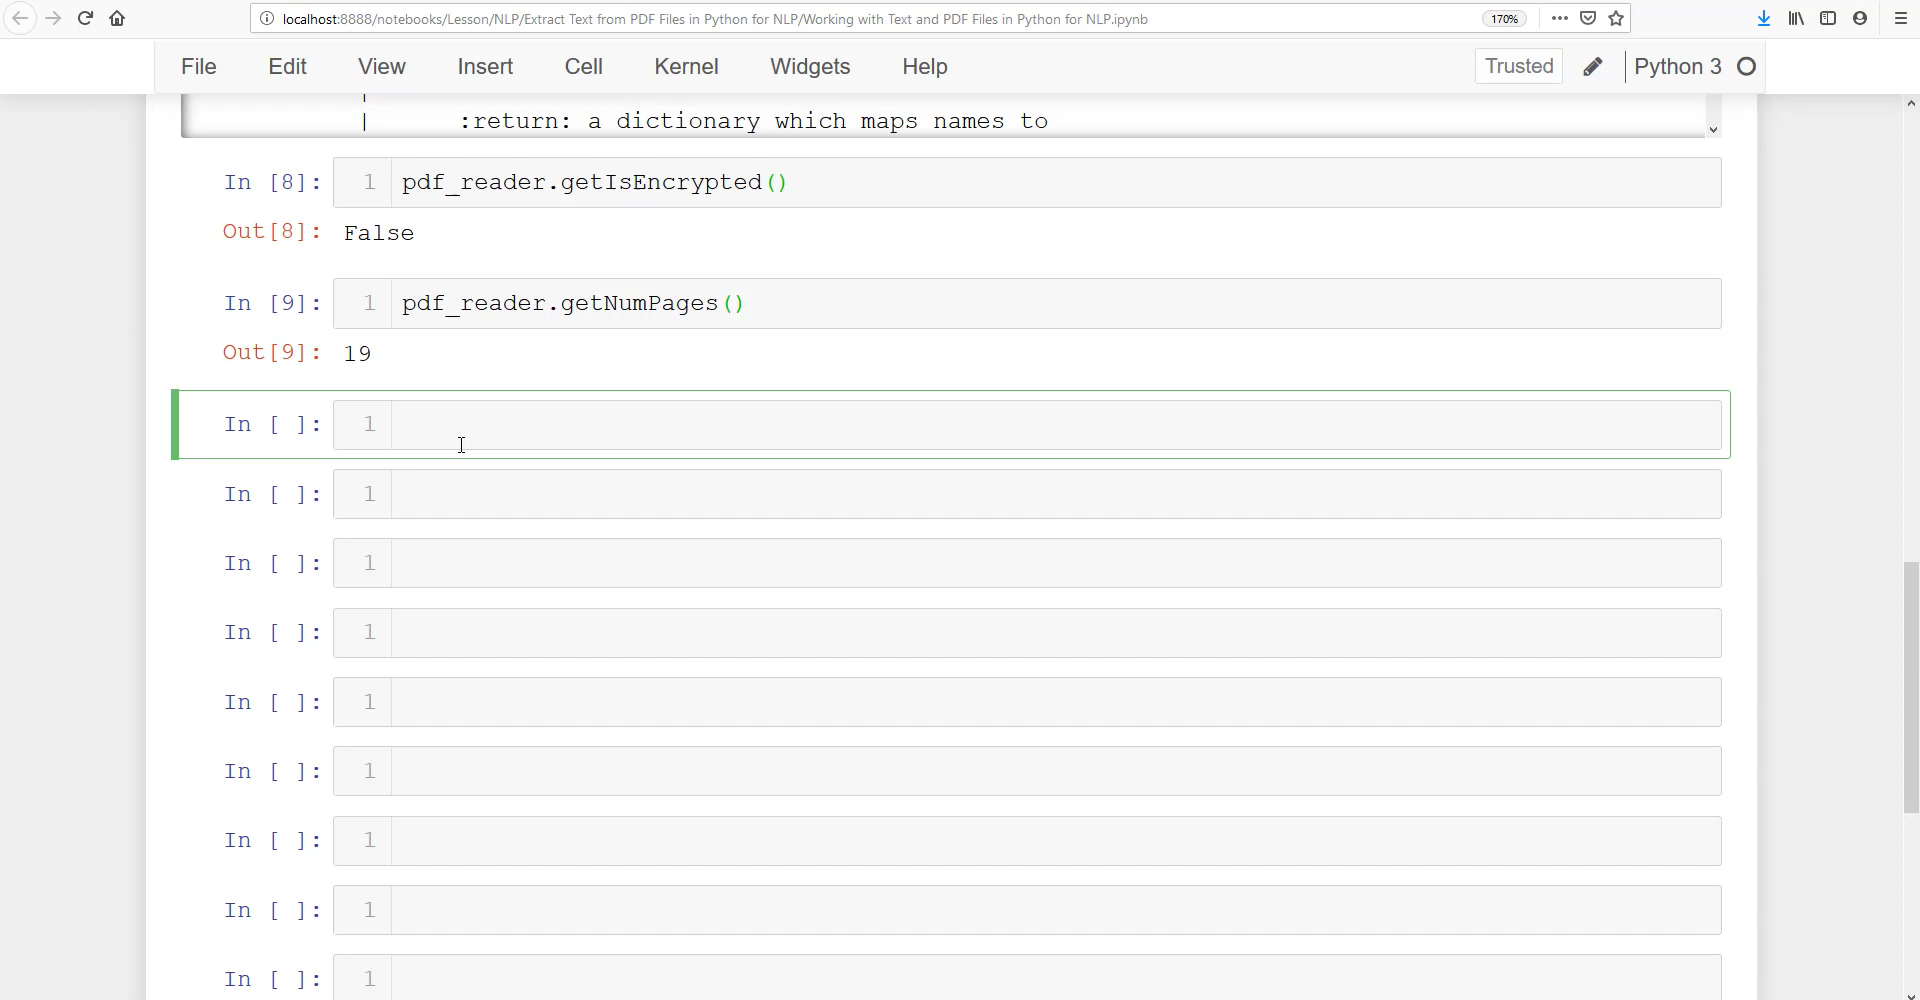 localhost:8888/notebooks/Lesson/NLP/Extract Text from PDF Files in Python for NLP/Working with Text and PDF Files in Python for NLP.ipynb 170%
File Edit View Insert Cell Kernel Widgets Help Trusted Python 3
|
| :return: a dictionary which maps names to
In [8]: 1 pdf_reader.getIsEncrypted()
Out[8]: False
In [9]: 1 pdf_reader.getNumPages()
Out[9]: 19
In [ ]: 1
In [ ]: 1
In [ ]: 1
In [ ]: 1
In [ ]: 1
In [ ]: 1
In [ ]: 1
In [ ]: 1
In [ ]: 1